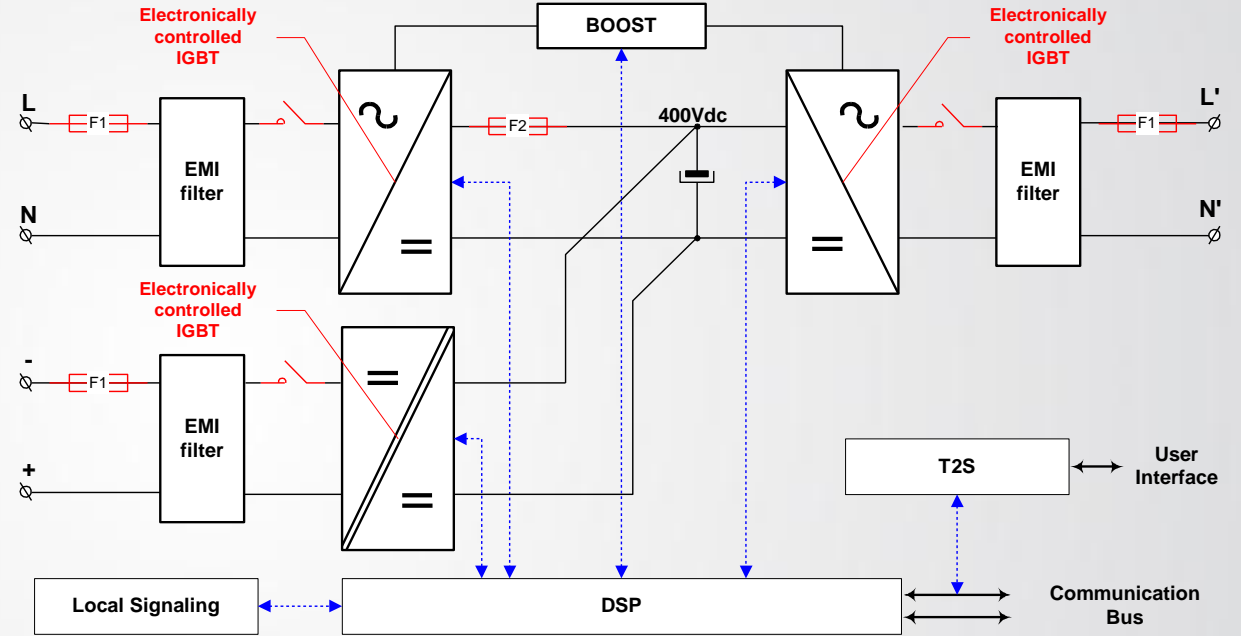 Electronically
controlled
IGBT
BOOST
Electronically
controlled
IGBT
L
F1
EMI
filter
F2
400Vdc
EMI
filter
F1
L'
N
N'
Electronically
controlled
IGBT
-
F1
EMI
filter
+
T2S
User
Interface
Local Signaling
DSP
Communication
Bus